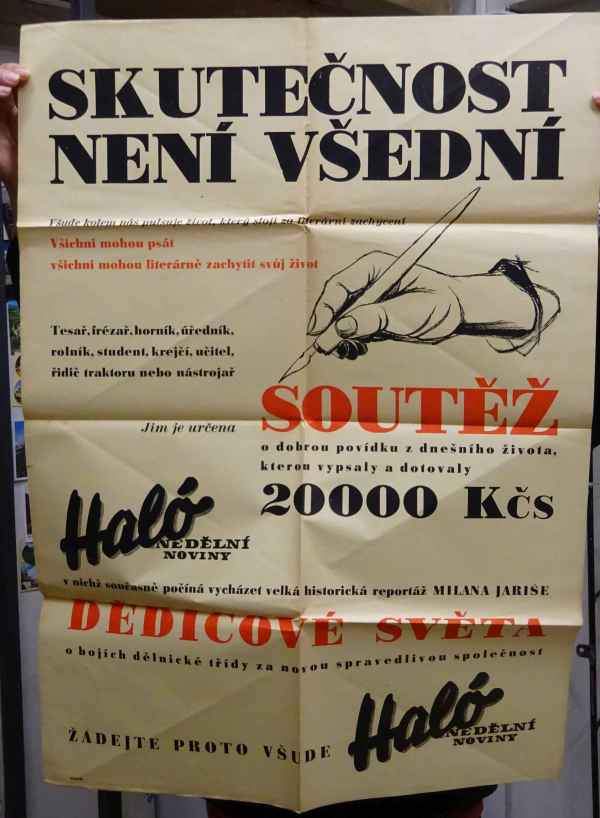 SKUTEČNOST
NENÍ VŠEDNÍ
Všude kolem nás pulsuje život, který stojí za literární zachycení
Všichni mohou psát
všichni mohou literárně zachytit svůj život
Tesař, frézař, horník, úředník,
rolník, student, krejčí, učitel,
řidič traktoru nebo nástrojař
Jim je určena
SOUTĚŽ
o dobrou povídku z dnešního života,
kterou vypsaly a dotovaly
20000 Kčs
Haló
NEDĚLNÍ
NOVINY
v nichž současně počíná vycházet velká historická reportáž MILANA JARIŠE
DĚDICOVÉ SVĚTA
o bojích dělnické třídy za novou spravedlivou společnost
ŽÁDEJTE PROTO VŠUDE
Haló
NEDĚLNÍ
NOVINY